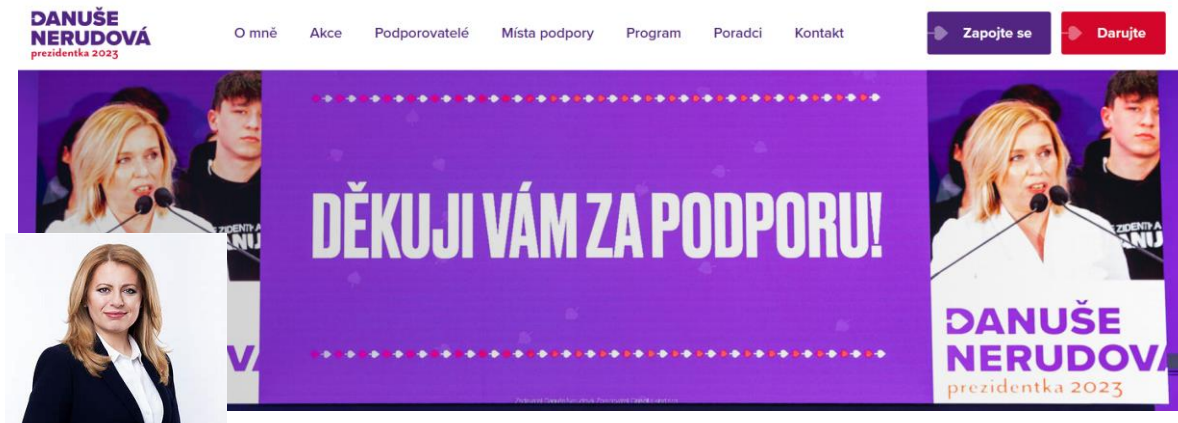 DANUŠE
NERUDOVÁ
prezidentka 2023
O mně
Akce
Podporovatelé
Místa podpory
Program
Poradci
Kontakt
Zapojte se
Darujte
DĚKUJI VÁM ZA PODPORU!
DANUŠE
NERUDOV
prezidentka 2023